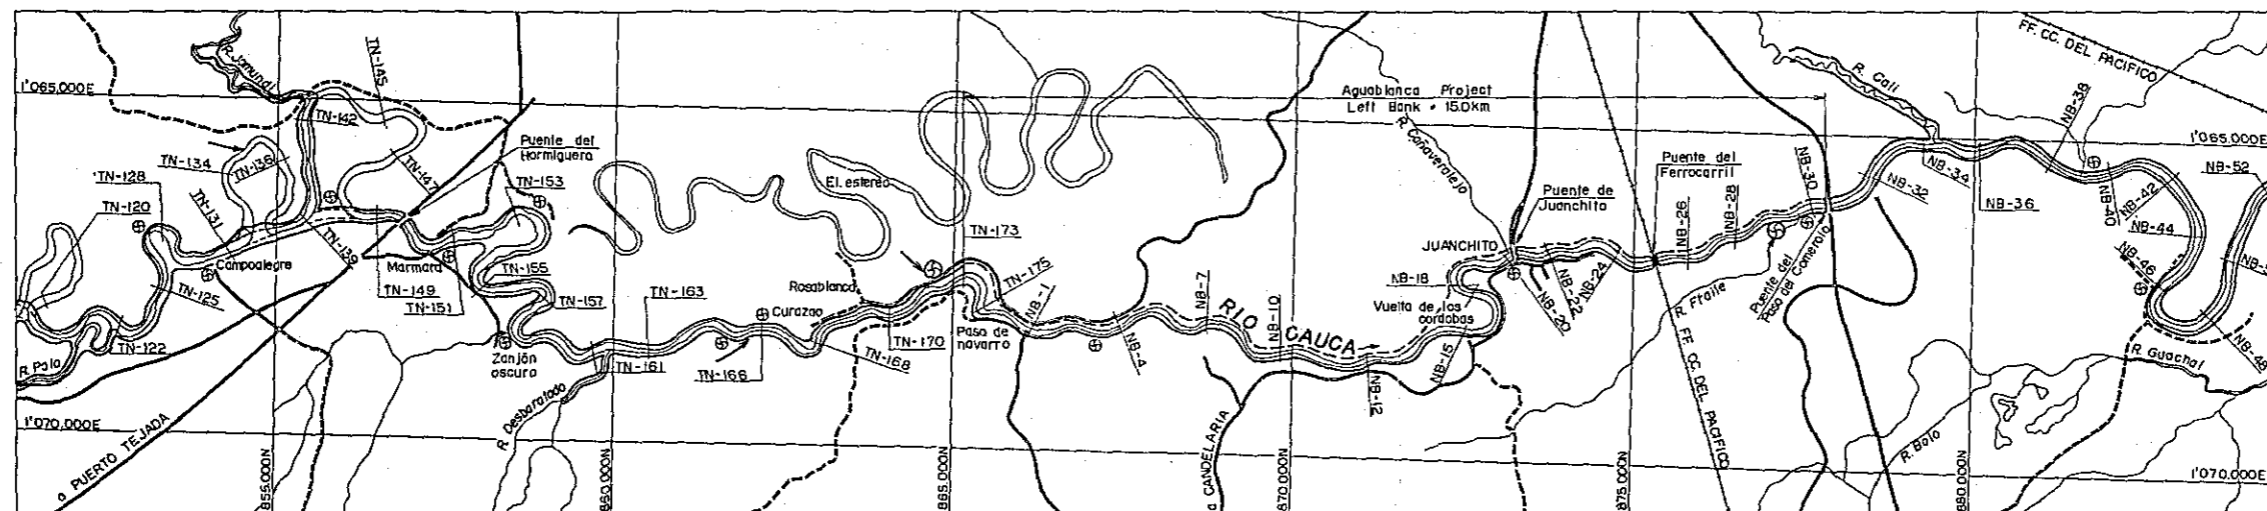 R. Jamundi
TN-145
FF. CC. DEL PACIFICO
R. Cali
NB-38
1'065,000E
Aguablanca Project
Left Bank = 15.0km
TN-142
R. Cañaveralejo
1'065,000E
Puente del
Hormiguero
TN-134
TN-136
TN-147
TN-128
TN-153
TN-131
TN-120
El estereo
Puente del
Ferrocarril
NB-30
NB-34
NB-32
NB-52
Puente de
Juanchito
NB-26
NB-28
NB-36
NB-40
NB-42
NB-44
NB-46
TN-139
TN-173
JUANCHITO
Campoalegre
Marmara
TN-155
TN-175
NB-7
NB-18
NB-24
NB-22
NB-20
R. Fraile
Puente del
Paso del Comercio
TN-125
TN-149
TN-151
TN-157
TN-163
Rosablanca
NB-1
Vuelta de los
cordobas
Curazao
RIO CAUCA
NB-10
TN-122
R. Palo
Zanjón
oscuro
TN-161
TN-166
TN-168
TN-170
Paso de
navarro
NB-4
NB-12
NB-15
FF. CC. DEL PACIFICO
R. Guachal
NB-48
R. Desbaratado
1'070,000E
a PUERTO TEJADA
a CANDELARIA
R. Bolo
1'070,000E
855,000N
860,000N
865,000N
870,000N
875,000N
880,000N